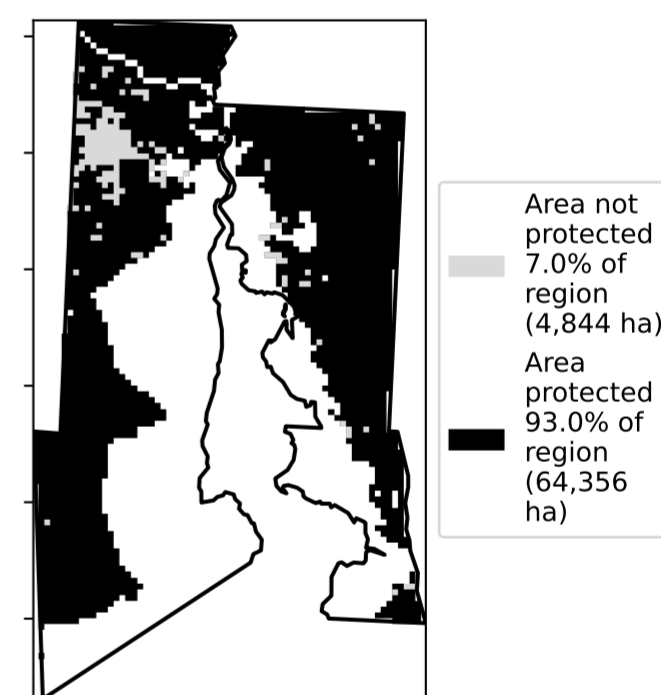 Area not
protected
7.0% of
region
(4,844 ha)
Area
protected
93.0% of
region
(64,356
ha)